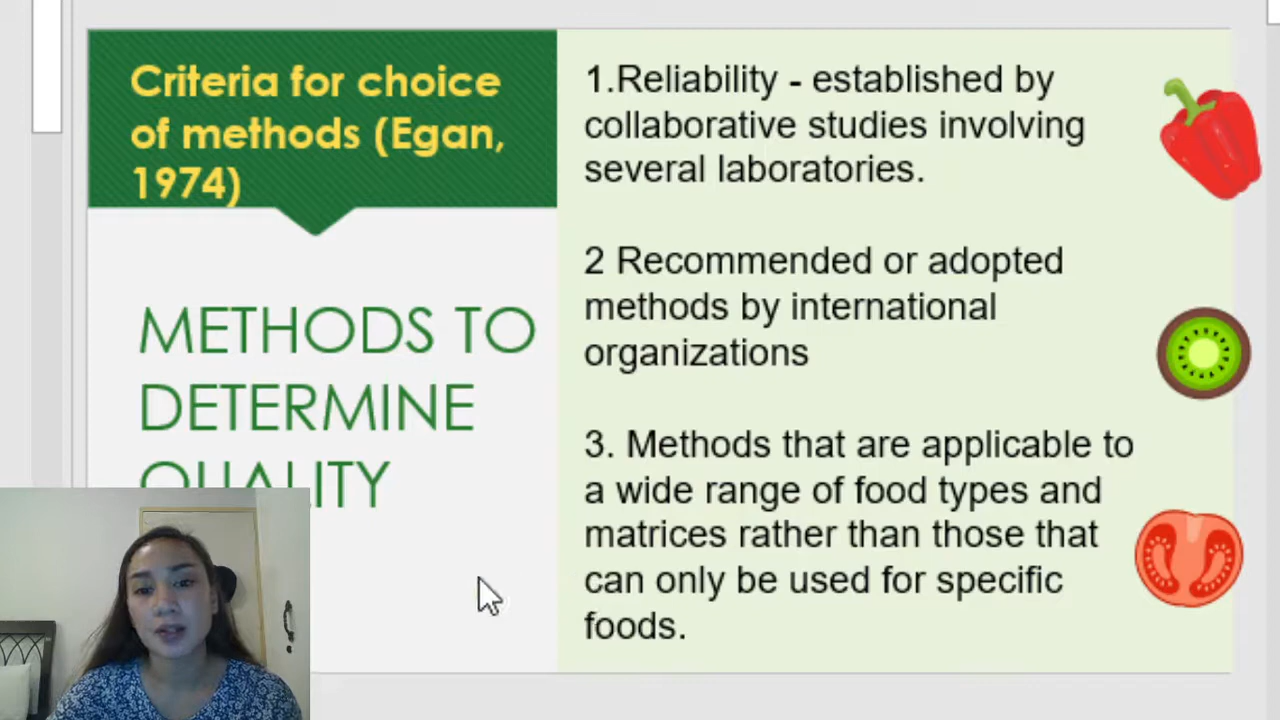 Criteria for choice
of methods (Egan,
1974)
METHODS TO
DETERMINE
QUALITY
1.Reliability - established by
collaborative studies involving
several laboratories.
2 Recommended or adopted
methods by international
organizations
3. Methods that are applicable to
a wide range of food types and
matrices rather than those that
can only be used for specific
foods.